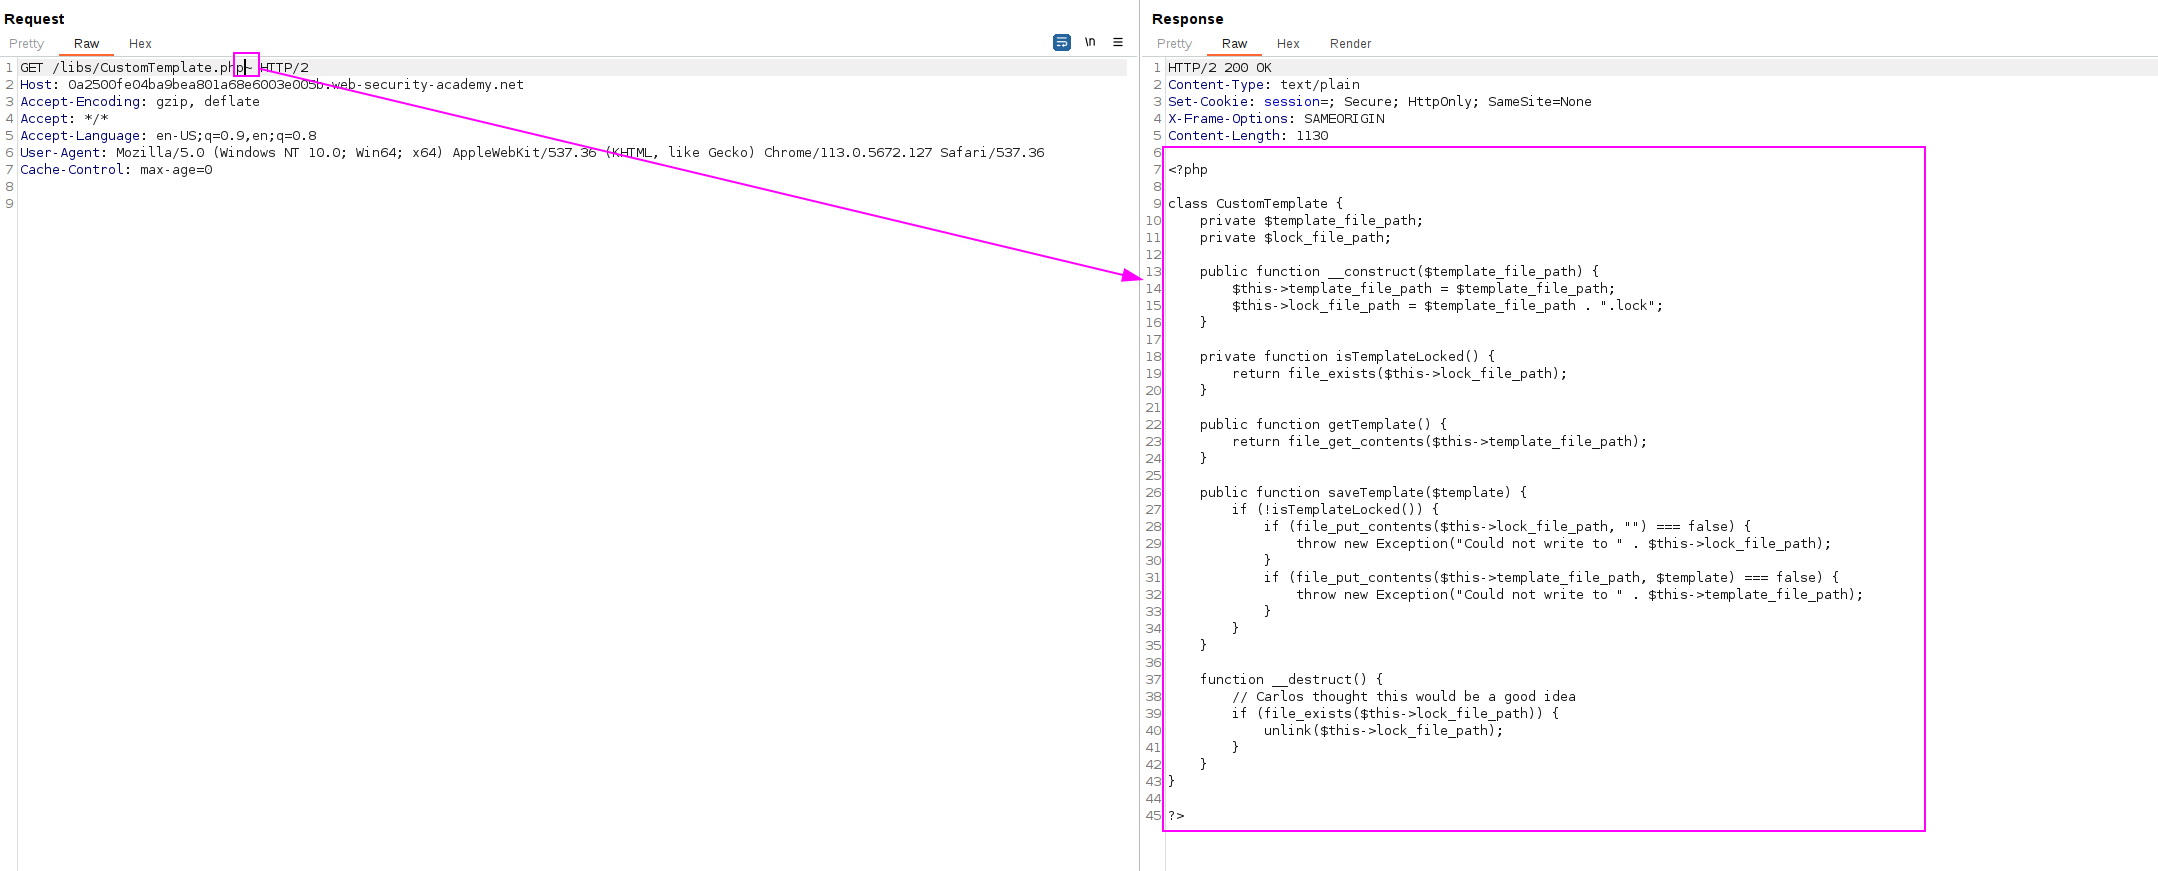 Request
Pretty Raw Hex \n
1 GET /libs/CustomTemplate.php~ HTTP/2
2 Host: 0a2500fe04ba9bea801a68e6003e005b.web-security-academy.net
3 Accept-Encoding: gzip, deflate
4 Accept: */*
5 Accept-Language: en-US;q=0.9,en;q=0.8
6 User-Agent: Mozilla/5.0 (Windows NT 10.0; Win64; x64) AppleWebKit/537.36 (KHTML, like Gecko) Chrome/113.0.5672.127 Safari/537.36
7 Cache-Control: max-age=0
8
9
Response
Pretty Raw Hex Render
1 HTTP/2 200 OK
2 Content-Type: text/plain
3 Set-Cookie: session=; Secure; HttpOnly; SameSite=None
4 X-Frame-Options: SAMEORIGIN
5 Content-Length: 1130
6
7 <?php
8
9 class CustomTemplate {
10     private $template_file_path;
11     private $lock_file_path;
12
13     public function __construct($template_file_path) {
14         $this->template_file_path = $template_file_path;
15         $this->lock_file_path = $template_file_path . ".lock";
16     }
17
18     private function isTemplateLocked() {
19         return file_exists($this->lock_file_path);
20     }
21
22     public function getTemplate() {
23         return file_get_contents($this->template_file_path);
24     }
25
26     public function saveTemplate($template) {
27         if (!isTemplateLocked()) {
28             if (file_put_contents($this->lock_file_path, "") === false) {
29                 throw new Exception("Could not write to " . $this->lock_file_path);
30             }
31             if (file_put_contents($this->template_file_path, $template) === false) {
32                 throw new Exception("Could not write to " . $this->template_file_path);
33             }
34         }
35     }
36
37     function __destruct() {
38         // Carlos thought this would be a good idea
39         if (file_exists($this->lock_file_path)) {
40             unlink($this->lock_file_path);
41         }
42     }
43 }
44
45 ?>